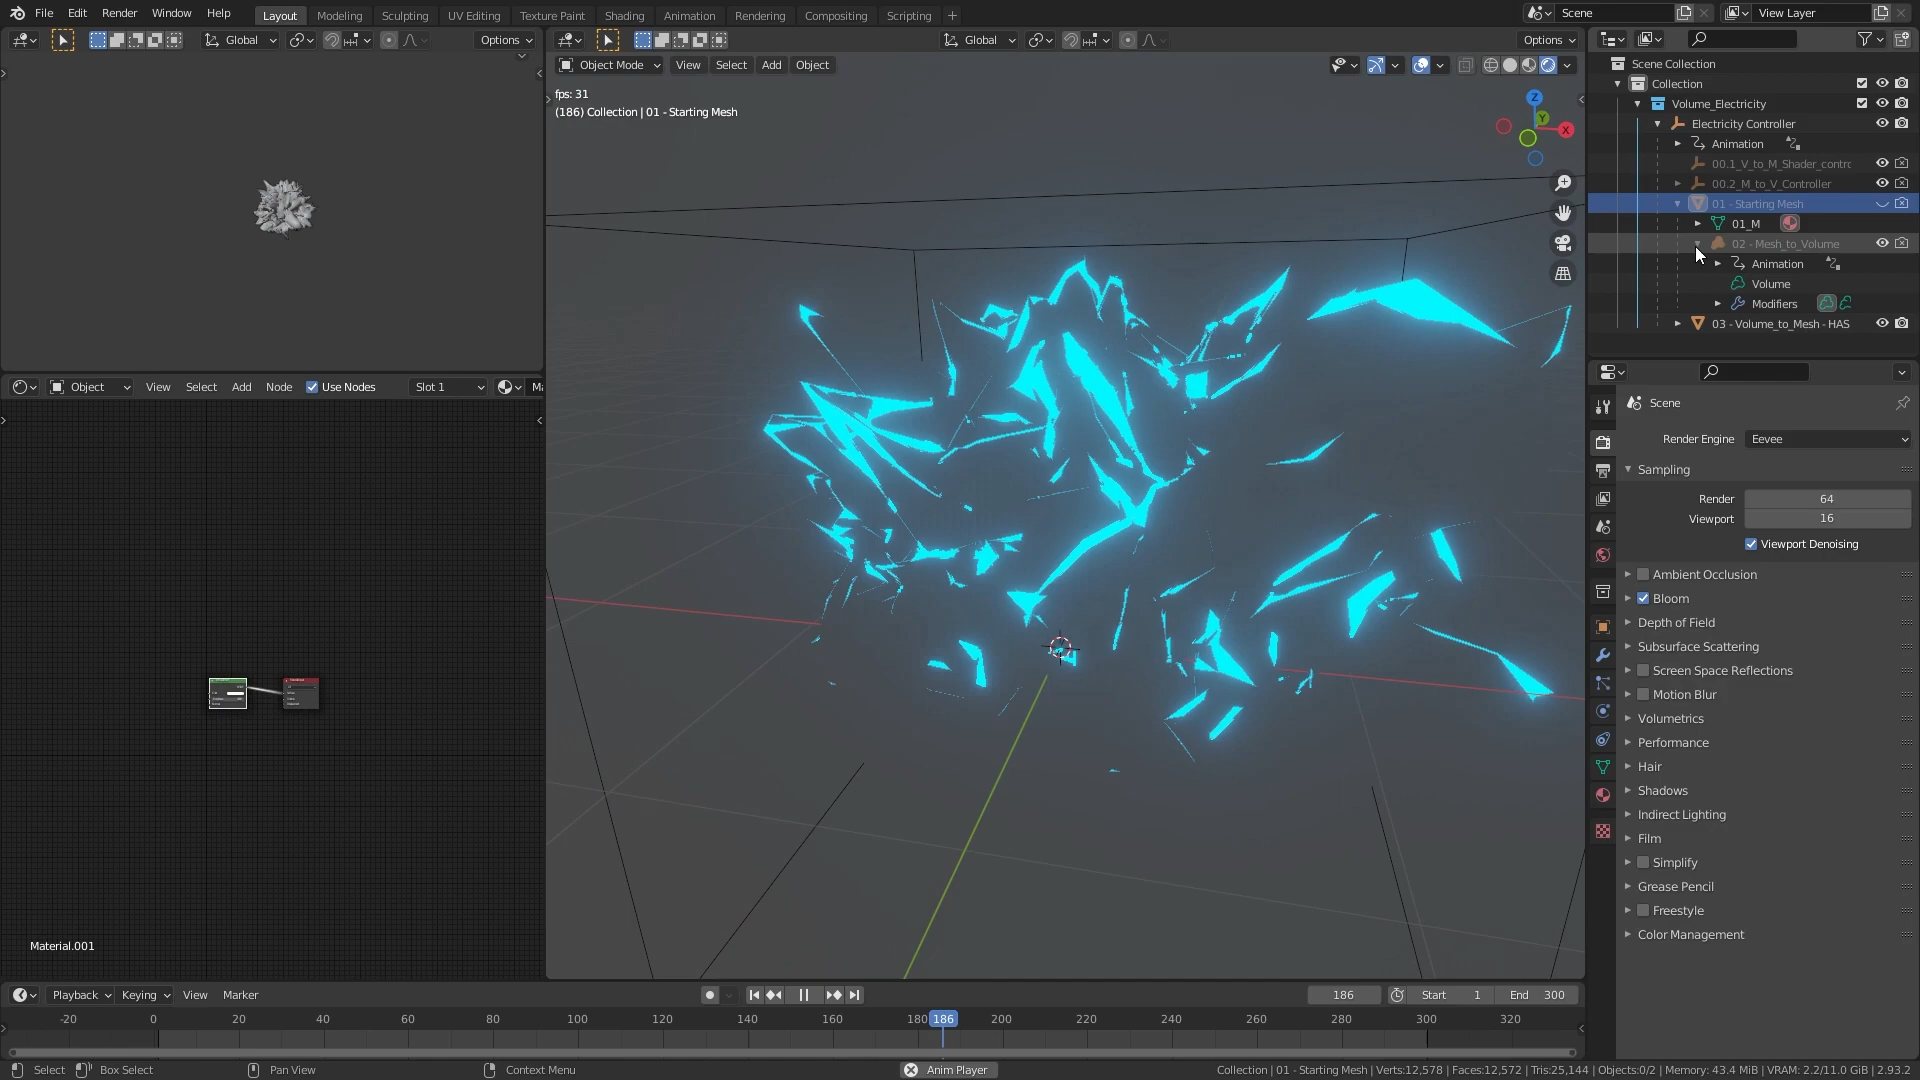 File Edit Render Window Help Layout Modeling Sculpting UV Editing Texture Paint Shading Animation Rendering Compositing Scripting + Scene View Layer
Global Options
Global Options
Object Mode View Select Add Object
fps: 31
(186) Collection | 01 - Starting Mesh
Z
Y
X
Object View Select Add Node Use Nodes Slot 1 Ma
Material.001
Scene Collection
Collection
Volume_Electricity
Electricity Controller
Animation
00.1_V_to_M_Shader_contrc
00.2_M_to_V_Controller
01 - Starting Mesh
01_M
02 - Mesh_to_Volume
Animation
Volume
Modifiers
03 - Volume_to_Mesh - HAS
Scene
Render Engine Eevee
Sampling
Render 64
Viewport 16
Viewport Denoising
Ambient Occlusion
Bloom
Depth of Field
Subsurface Scattering
Screen Space Reflections
Motion Blur
Volumetrics
Performance
Hair
Shadows
Indirect Lighting
Film
Simplify
Grease Pencil
Freestyle
Color Management
Playback Keying View Marker 186 Start 1 End 300
-20 0 20 40 60 80 100 120 140 160 180 186 200 220 240 260 280 300 320
Select Box Select Pan View Context Menu Anim Player Collection | 01 - Starting Mesh | Verts:12,578 | Faces:12,572 | Tris:25,144 | Objects:0/2 | Memory: 43.4 MiB | VRAM: 2.2/11.0 GiB | 2.93.2